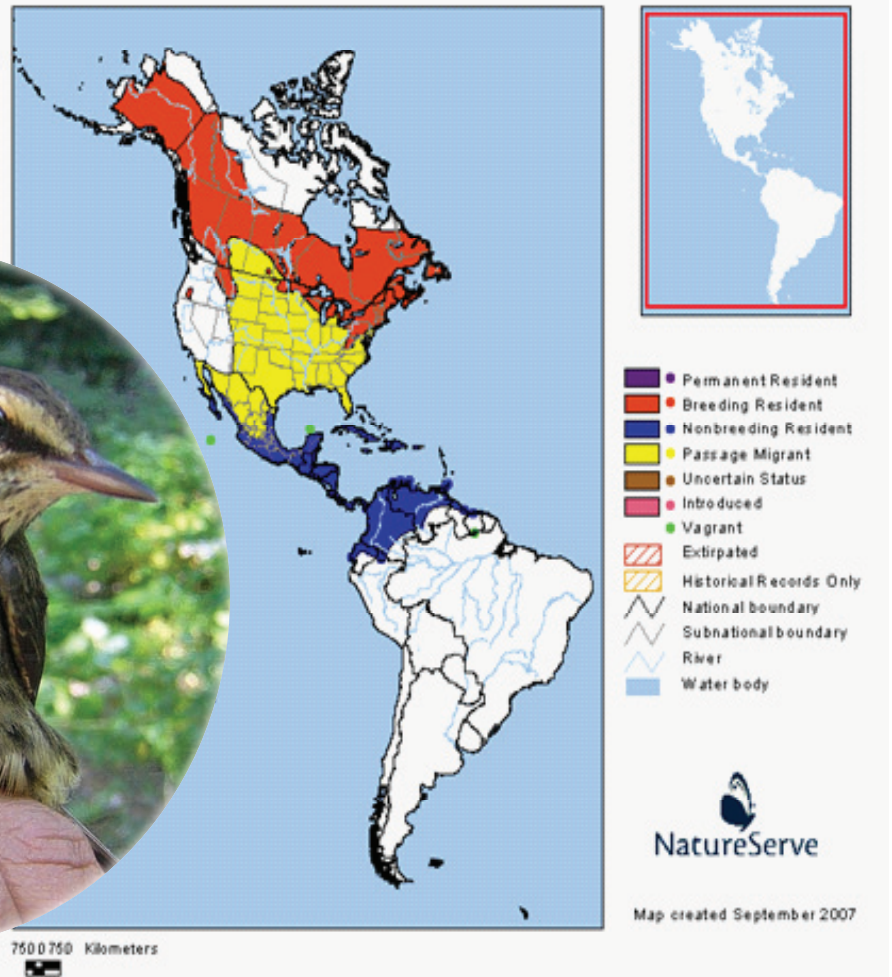 Permanent Resident
Breeding Resident
Nonbreeding Resident
Passage Migrant
Uncertain Status
Introduced
Vagrant
Extirpated
Historical Records Only
National boundary
Subnational boundary
River
Water body
NatureServe
Map created September 2007
750 0 750 Kilometers